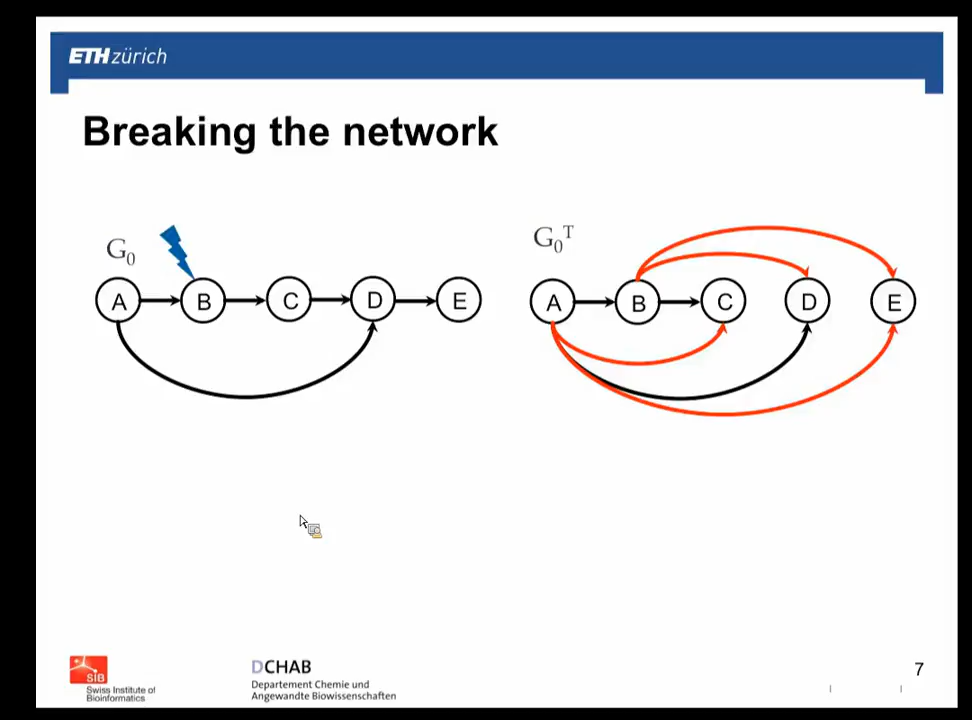 ETH zürich
Breaking the network
G₀
A B C D E
G₀ᵀ
A B C D E
SIB
Swiss Institute of
Bioinformatics
DCHAB
Departement Chemie und
Angewandte Biowissenschaften
7